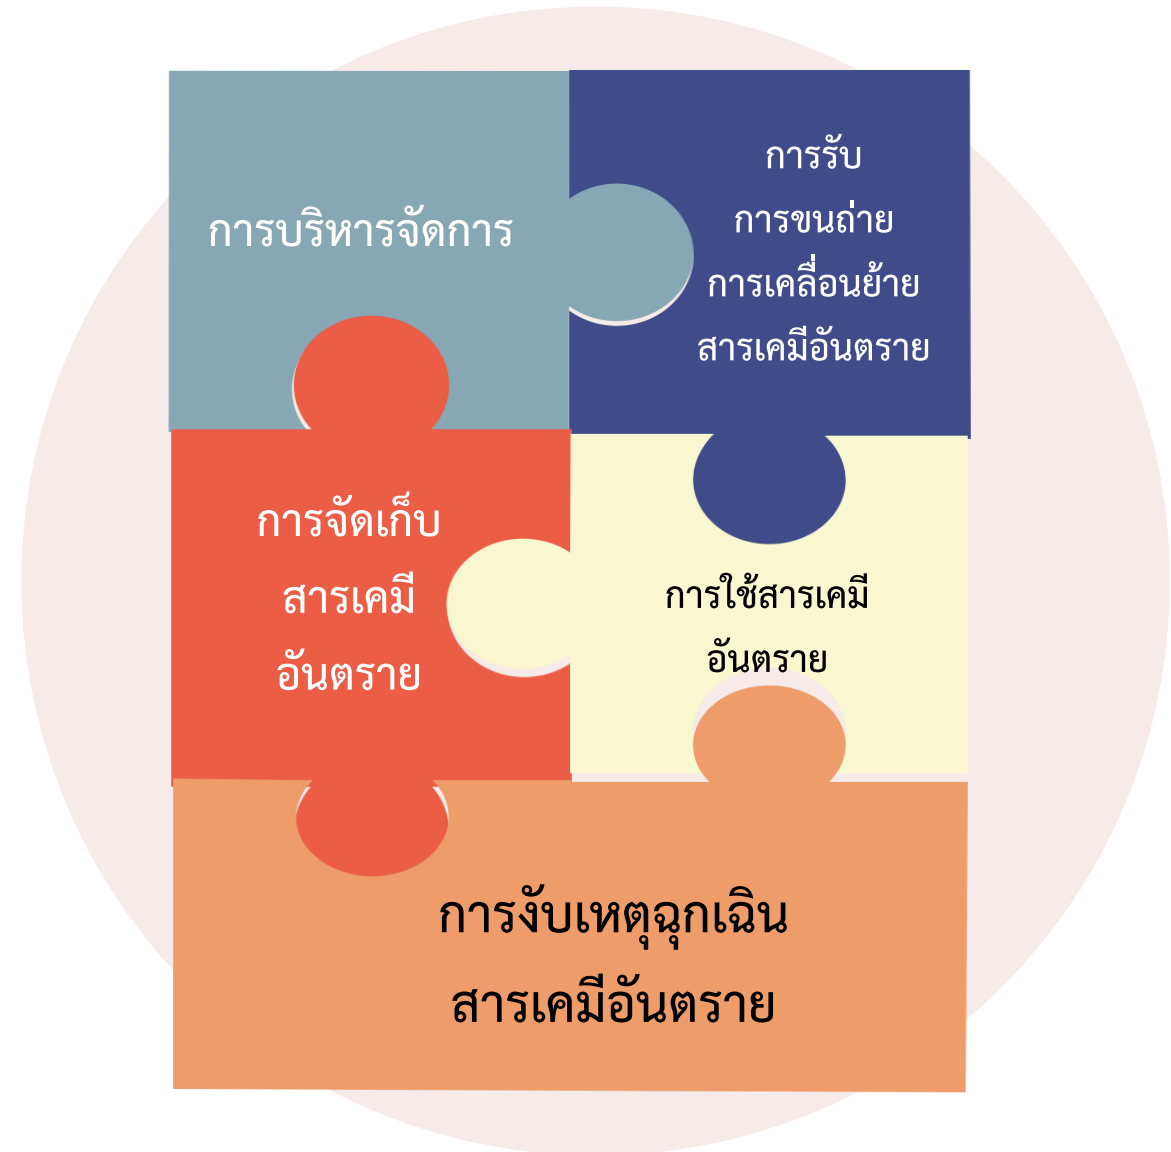 การบริหารจัดการ
การรับ
การขนถ่าย
การเคลื่อนย้าย
สารเคมีอันตราย
การจัดเก็บ
สารเคมี
อันตราย
การใช้สารเคมี
อันตราย
การงับเหตุฉุกเฉิน
สารเคมีอันตราย